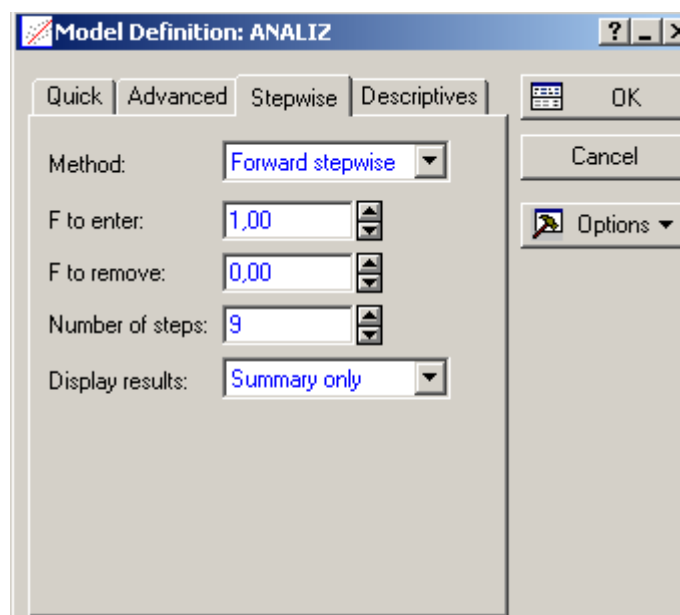 Model Definition: ANALIZ
Quick Advanced Stepwise Descriptives
OK
Cancel
Options
Method: Forward stepwise
F to enter: 1,00
F to remove: 0,00
Number of steps: 9
Display results: Summary only